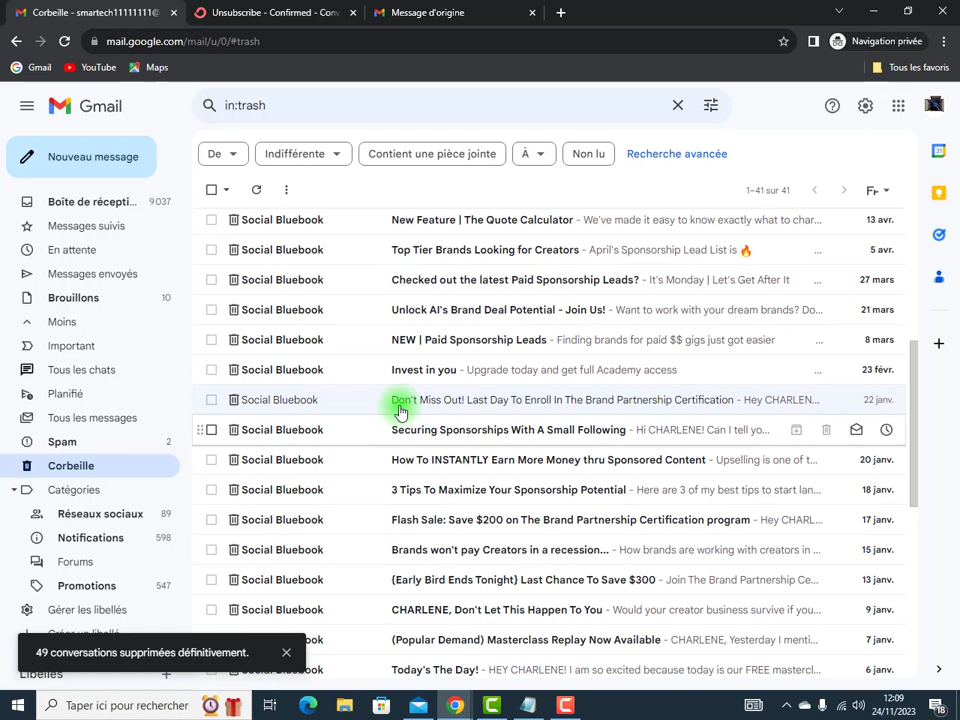 Corbeille - smartech11111111@
Unsubscribe - Confirmed - Con
Message d'origine
mail.google.com/mail/u/0/#trash
Navigation privée
Gmail
YouTube
Maps
Tous les favoris
Gmail
in:trash
Nouveau message
De
Indifférente
Contient une pièce jointe
À
Non lu
Recherche avancée
1–41 sur 41
Boîte de récepti... 9 037
Messages suivis
En attente
Messages envoyés
Brouillons 10
Moins
Important
Tous les chats
Planifié
Tous les messages
Spam 2
Corbeille
Catégories
Réseaux sociaux 89
Notifications 598
Forums
Promotions 547
Gérer les libellés
Créer un libellé
Libellés
Social Bluebook New Feature | The Quote Calculator - We've made it easy to know exactly what to char... 13 avr.
Social Bluebook Top Tier Brands Looking for Creators - April's Sponsorship Lead List is 🔥 ... 5 avr.
Social Bluebook Checked out the latest Paid Sponsorship Leads? - It's Monday | Let's Get After It ... 27 mars
Social Bluebook Unlock AI's Brand Deal Potential - Join Us! - Want to work with your dream brands? Do... 21 mars
Social Bluebook NEW | Paid Sponsorship Leads - Finding brands for paid $$ gigs just got easier ... 8 mars
Social Bluebook Invest in you - Upgrade today and get full Academy access ... 23 févr.
Social Bluebook Don't Miss Out! Last Day To Enroll In The Brand Partnership Certification - Hey CHARLEN... 22 janv.
Social Bluebook Securing Sponsorships With A Small Following - Hi CHARLENE! Can I tell yo...
Social Bluebook How To INSTANTLY Earn More Money thru Sponsored Content - Upselling is one of t... 20 janv.
Social Bluebook 3 Tips To Maximize Your Sponsorship Potential - Here are 3 of my best tips to start lan... 18 janv.
Social Bluebook Flash Sale: Save $200 on The Brand Partnership Certification program - Hey CHARL... 17 janv.
Social Bluebook Brands won't pay Creators in a recession... - How brands are working with creators in ... 15 janv.
Social Bluebook {Early Bird Ends Tonight} Last Chance To Save $300 - Join The Brand Partnership Ce... 13 janv.
Social Bluebook CHARLENE, Don't Let This Happen To You - Would your creator business survive if you... 9 janv.
Social Bluebook (Popular Demand) Masterclass Replay Now Available - CHARLENE, Yesterday I menti... 7 janv.
Social Bluebook Today's The Day! - HEY CHARLENE! I am so excited because today is our FREE mastercl... 6 janv.
49 conversations supprimées définitivement.
Taper ici pour rechercher
12:09
24/11/2023
18